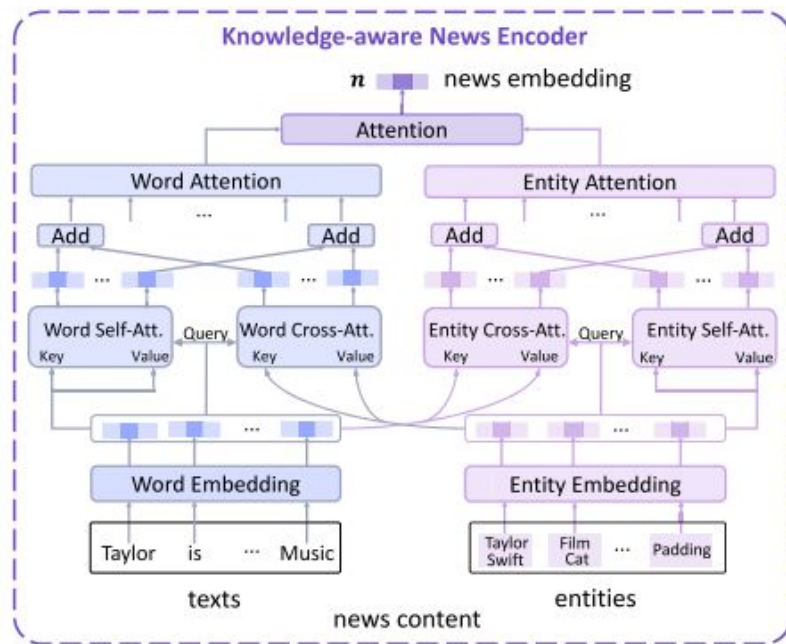 Knowledge-aware News Encoder
n news embedding
Attention
Word Attention Entity Attention
... ...
Add Add Add Add
... ... ... ...
Word Self-Att. Query Word Cross-Att. Entity Cross-Att. Query Entity Self-Att.
Key Value Key Value Key Value Key Value
... ...
Word Embedding Entity Embedding
Taylor is ... Music Taylor Swift Film Cat ... Padding
texts entities
news content